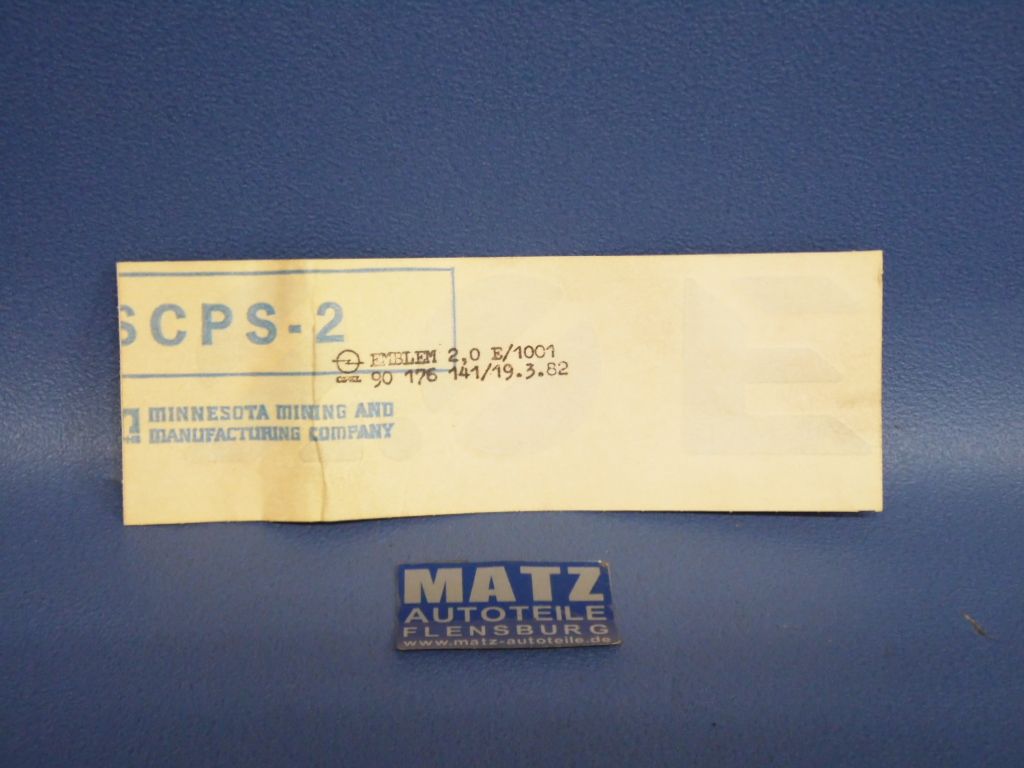 SCPS-2
EMBLEM 2,0 E/1001
OPEL 90 176 141/19.3.82
MINNESOTA MINING AND
MANUFACTURING COMPANY
MATZ
AUTOTEILE
FLENSBURG
www.matz-autoteile.de